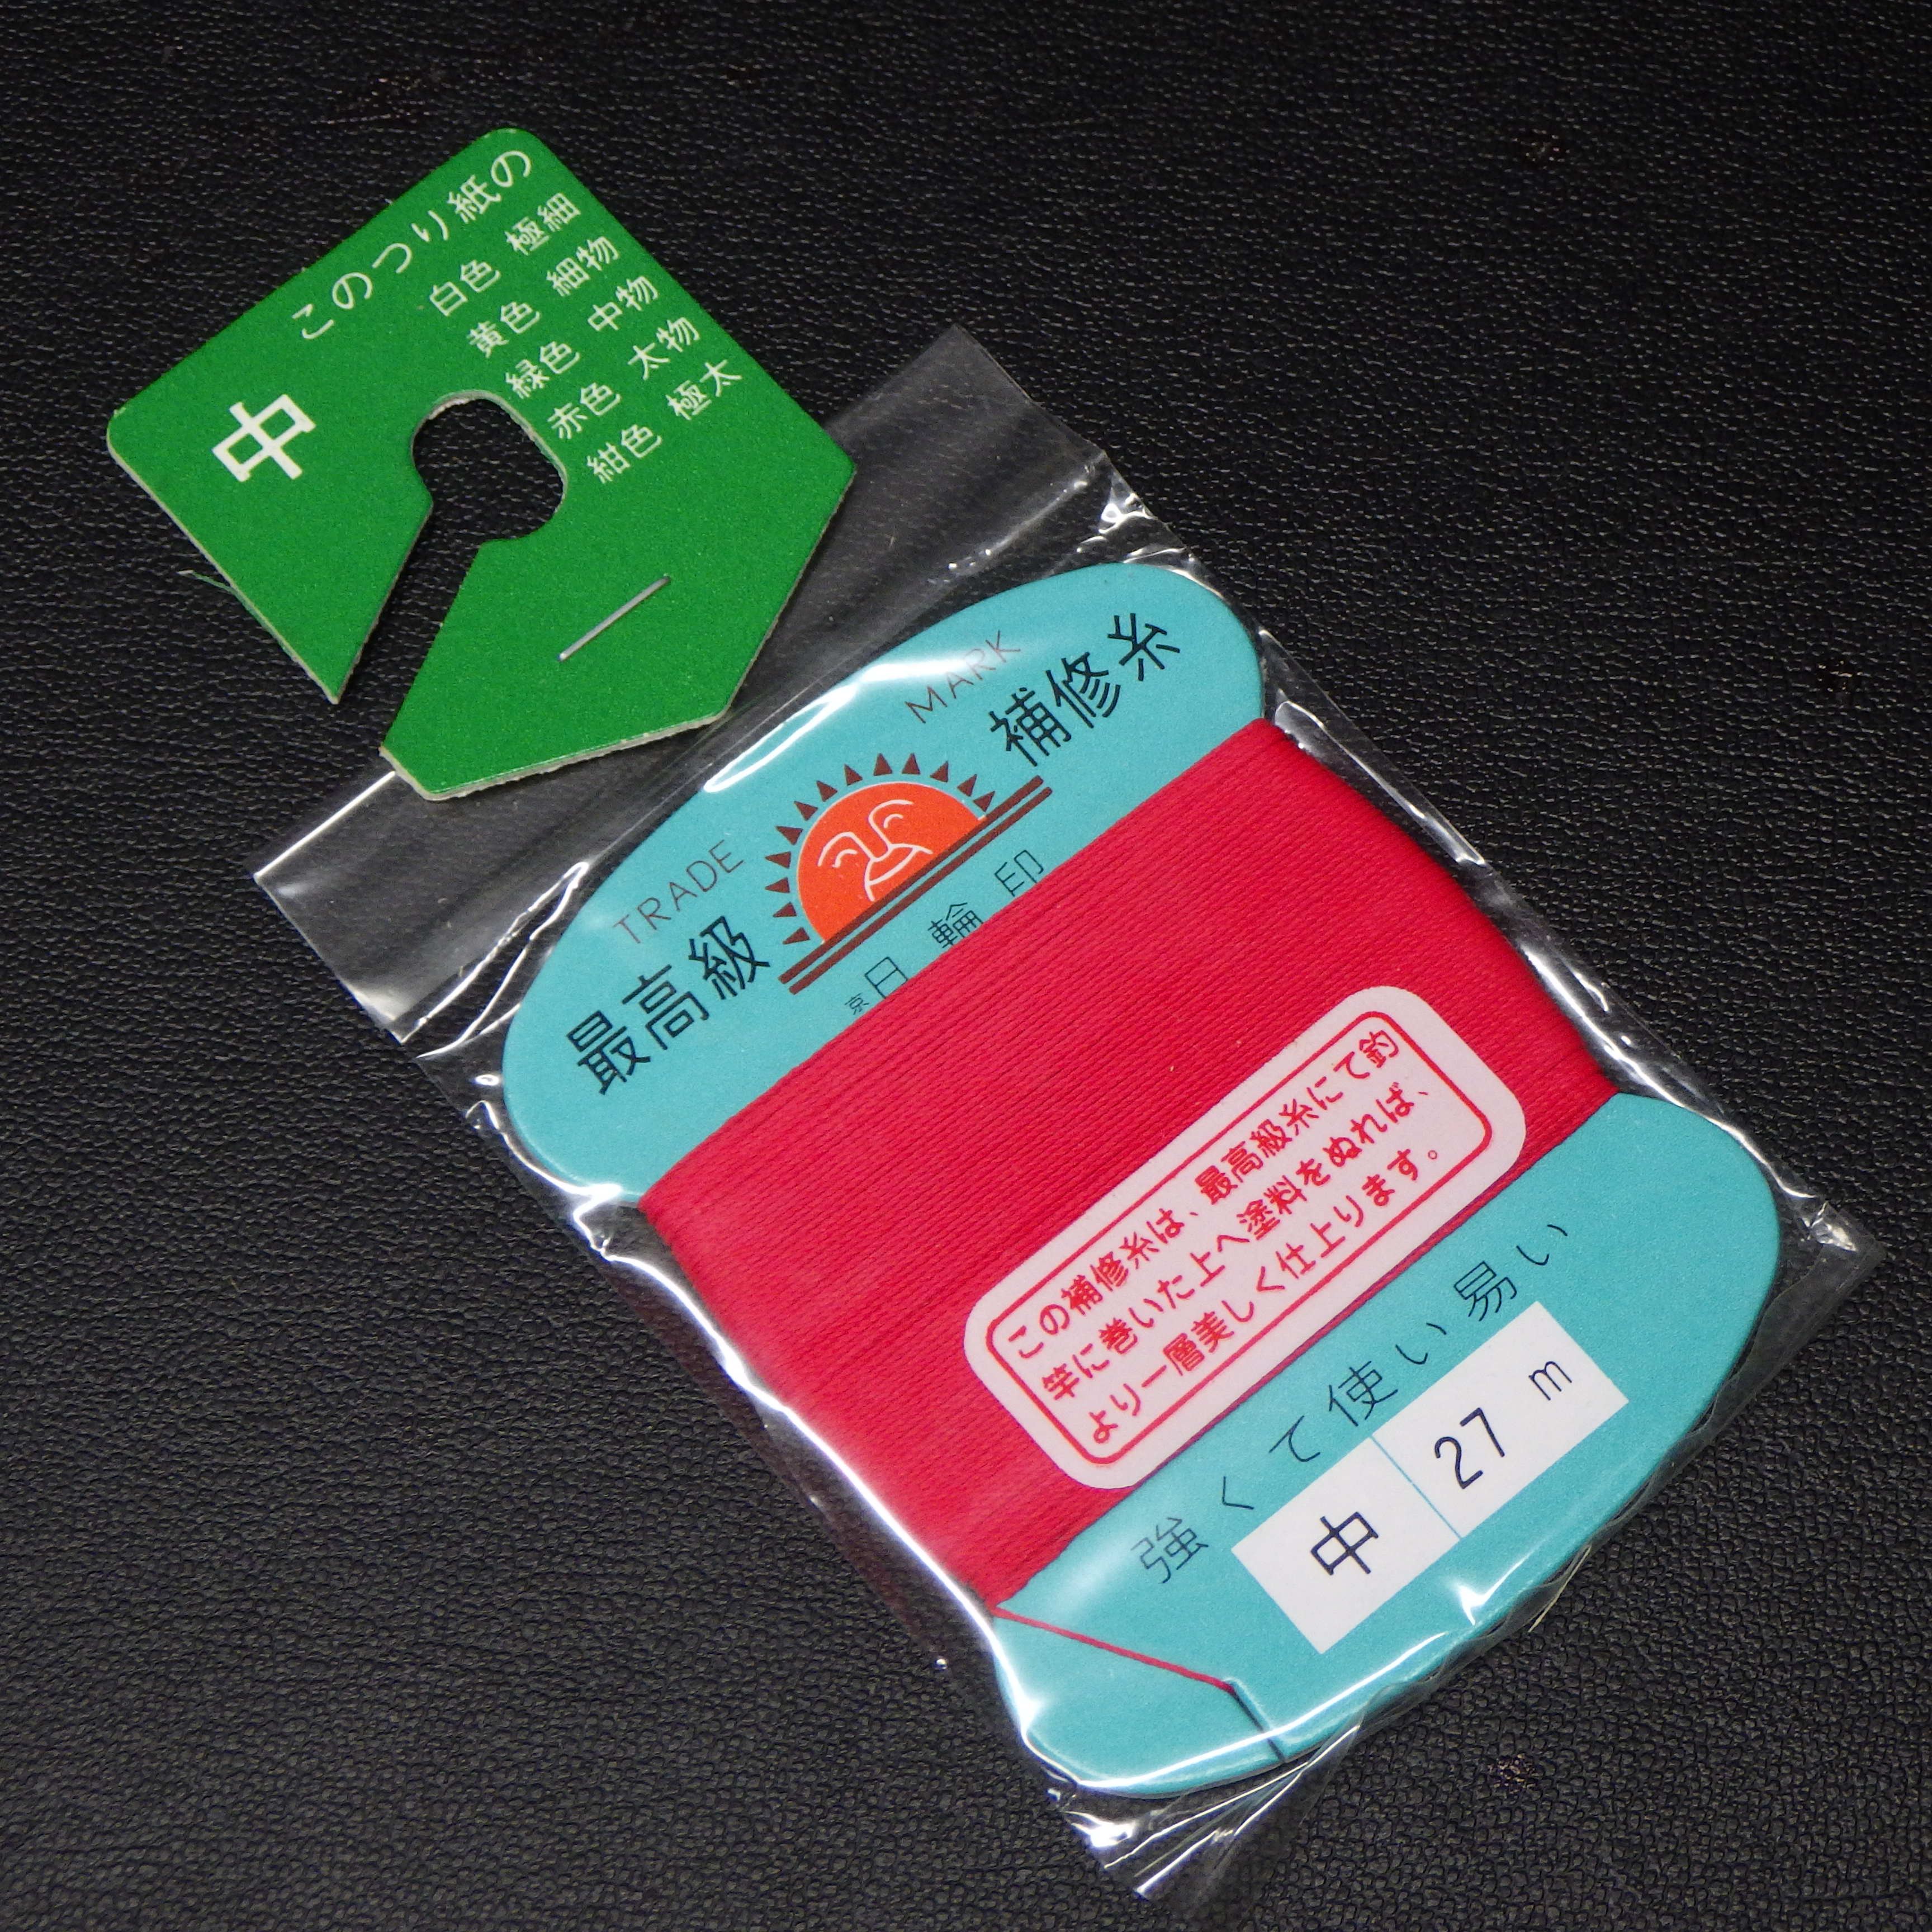 このつり紙の
白色 極細
黄色 細物
緑色 中物
赤色 太物
紺色 極太
中
TRADE MARK
最高級 補修糸
京 日輪印
この補修糸は、最高級糸にて釣
竿に巻いた上へ塗料をぬれば、
より一層美しく仕上ります。
強くて使い易い
中 27 m